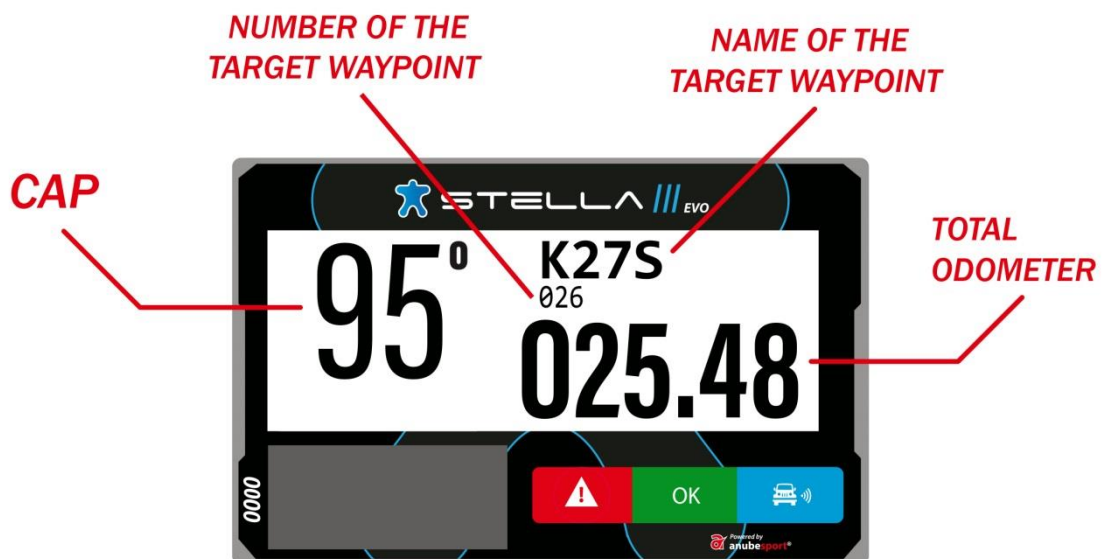 NUMBER OF THE
TARGET WAYPOINT
NAME OF THE
TARGET WAYPOINT
CAP
STELLA III EVO
95°
K27S
026
025.48
TOTAL
ODOMETER
0000
OK
Powered by
anubesport®